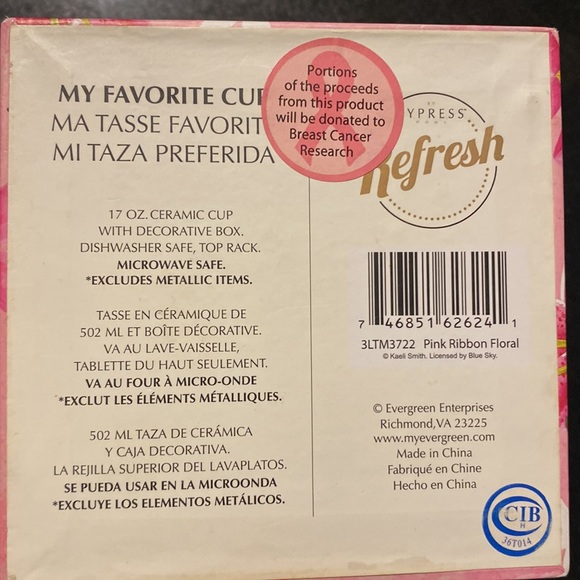 MY FAVORITE CUP
MA TASSE FAVORIT
MI TAZA PREFERIDA
17 OZ. CERAMIC CUP
WITH DECORATIVE BOX.
DISHWASHER SAFE, TOP RACK.
MICROWAVE SAFE.
*EXCLUDES METALLIC ITEMS.
TASSE EN CÉRAMIQUE DE
502 ML ET BOÎTE DÉCORATIVE.
VA AU LAVE-VAISSELLE,
TABLETTE DU HAUT SEULEMENT.
VA AU FOUR À MICRO-ONDE
*EXCLUT LES ÉLÉMENTS MÉTALLIQUES.
502 ML TAZA DE CERÁMICA
Y CAJA DECORATIVA.
LA REJILLA SUPERIOR DEL LAVAPLATOS.
SE PUEDA USAR EN LA MICROONDA
*EXCLUYE LOS ELEMENTOS METÁLICOS.
Portions
of the proceeds
from this product
will be donated to
Breast Cancer
Research
BY
YPRESS™
HOME
Refresh
7 46851 62624 1
3LTM3722 Pink Ribbon Floral
© Kaeli Smith. Licensed by Blue Sky.
© Evergreen Enterprises
Richmond,VA 23225
www.myevergreen.com
Made in China
Fabriqué en Chine
Hecho en China
CIB
H
36T014